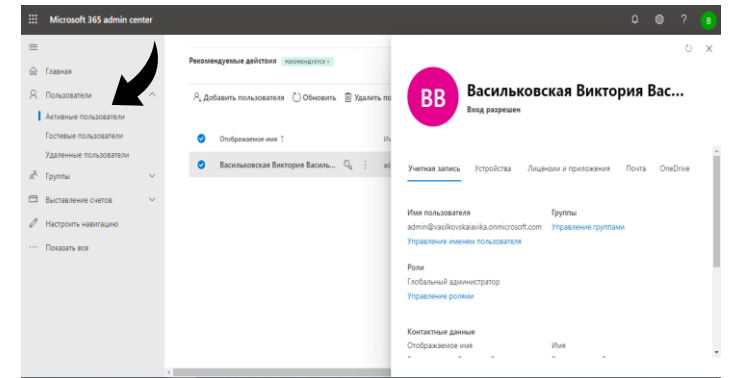 Microsoft 365 admin center
?
В
Главная
Пользователи
Активные пользователи
Гостевые пользователи
Удаленные пользователи
Группы
Выставление счетов
Настроить навигацию
Показать все
Рекомендуемые действия РЕКОМЕНДУЕТСЯ 1
Добавить пользователя Обновить Удалить по
Отображаемое имя ↑
Васильковская Виктория Василь...
ad
ВВ
Васильковская Виктория Вас...
Вход разрешен
Учетная запись Устройства Лицензии и приложения Почта OneDrive
Имя пользователя Группы
admin@vasilkovskaiavika.onmicrosoft.com Управление группами
Управление именем пользователя
Роли
Глобальный администратор
Управление ролями
Контактные данные
Отображаемое имя Имя